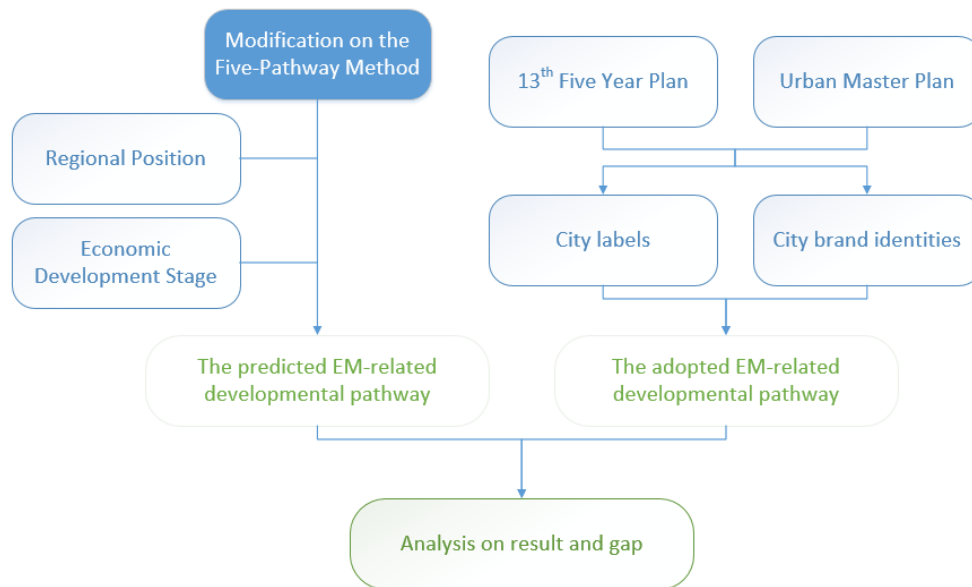 Modification on the
Five-Pathway Method
13th Five Year Plan
Urban Master Plan
Regional Position
Economic
Development Stage
City labels
City brand identities
The predicted EM-related
developmental pathway
The adopted EM-related
developmental pathway
Analysis on result and gap